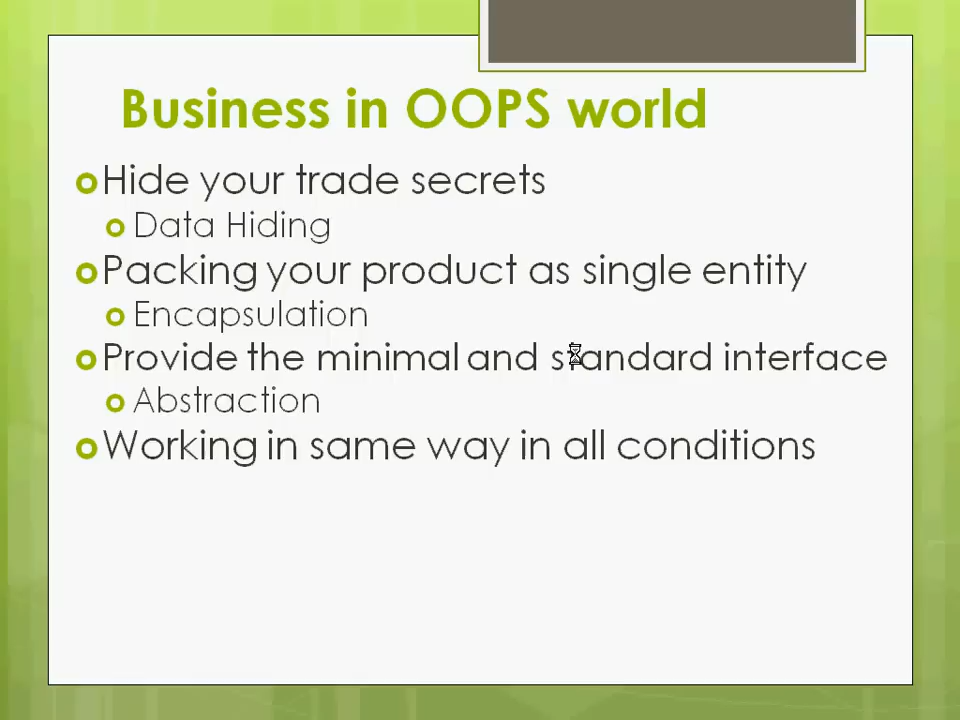 Business in OOPS world
Hide your trade secrets
Data Hiding
Packing your product as single entity
Encapsulation
Provide the minimal and standard interface
Abstraction
Working in same way in all conditions